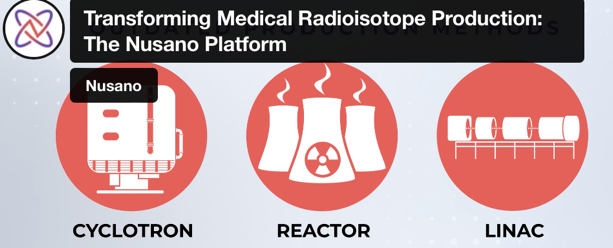 Transforming Medical Radioisotope Production:
The Nusano Platform
Nusano
CYCLOTRON
REACTOR
LINAC